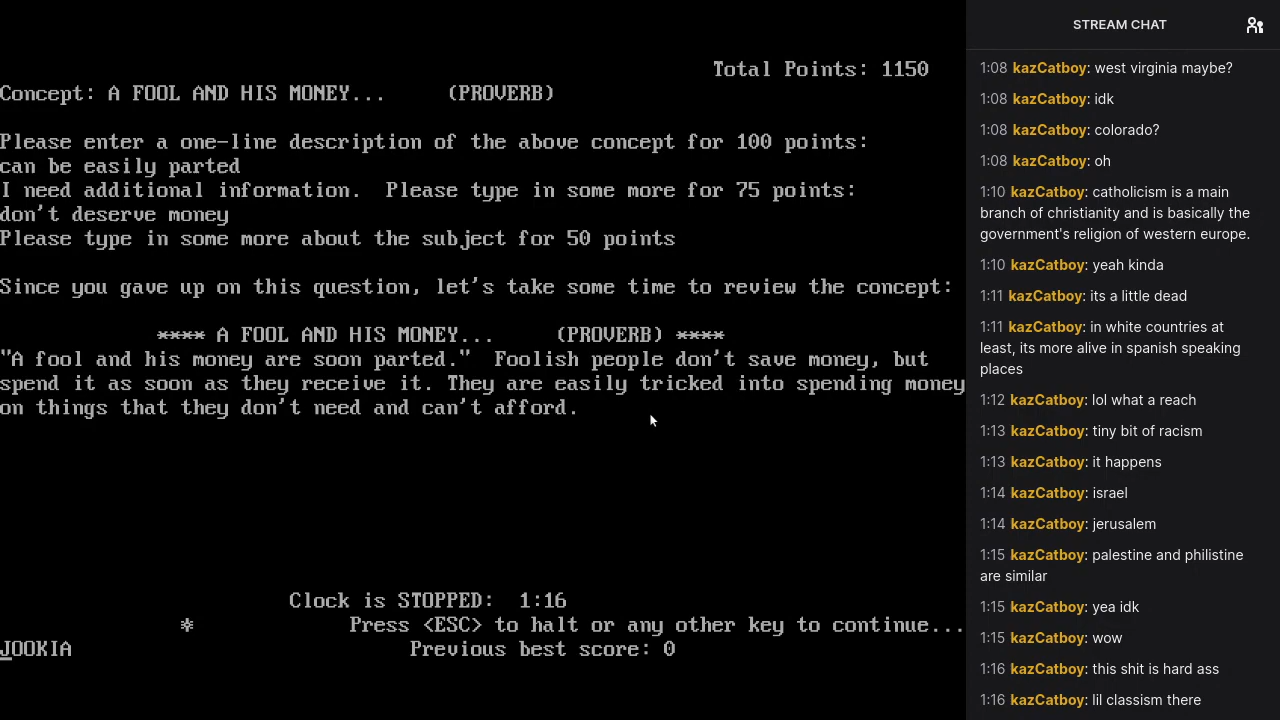 Total Points: 1150
Concept: A FOOL AND HIS MONEY... (PROVERB)
Please enter a one-line description of the above concept for 100 points:
can be easily parted
I need additional information. Please type in some more for 75 points:
don't deserve money
Please type in some more about the subject for 50 points
Since you gave up on this question, let's take some time to review the concept:
**** A FOOL AND HIS MONEY... (PROVERB) ****
"A fool and his money are soon parted." Foolish people don't save money, but
spend it as soon as they receive it. They are easily tricked into spending money
on things that they don't need and can't afford.
Clock is STOPPED: 1:16
* Press <ESC> to halt or any other key to continue...
JOOKIA Previous best score: 0
STREAM CHAT
1:08 kazCatboy: west virginia maybe?
1:08 kazCatboy: idk
1:08 kazCatboy: colorado?
1:08 kazCatboy: oh
1:10 kazCatboy: catholicism is a main
branch of christianity and is basically the
government's religion of western europe.
1:10 kazCatboy: yeah kinda
1:11 kazCatboy: its a little dead
1:11 kazCatboy: in white countries at
least, its more alive in spanish speaking
places
1:12 kazCatboy: lol what a reach
1:13 kazCatboy: tiny bit of racism
1:13 kazCatboy: it happens
1:14 kazCatboy: israel
1:14 kazCatboy: jerusalem
1:15 kazCatboy: palestine and philistine
are similar
1:15 kazCatboy: yea idk
1:15 kazCatboy: wow
1:16 kazCatboy: this shit is hard ass
1:16 kazCatboy: lil classism there